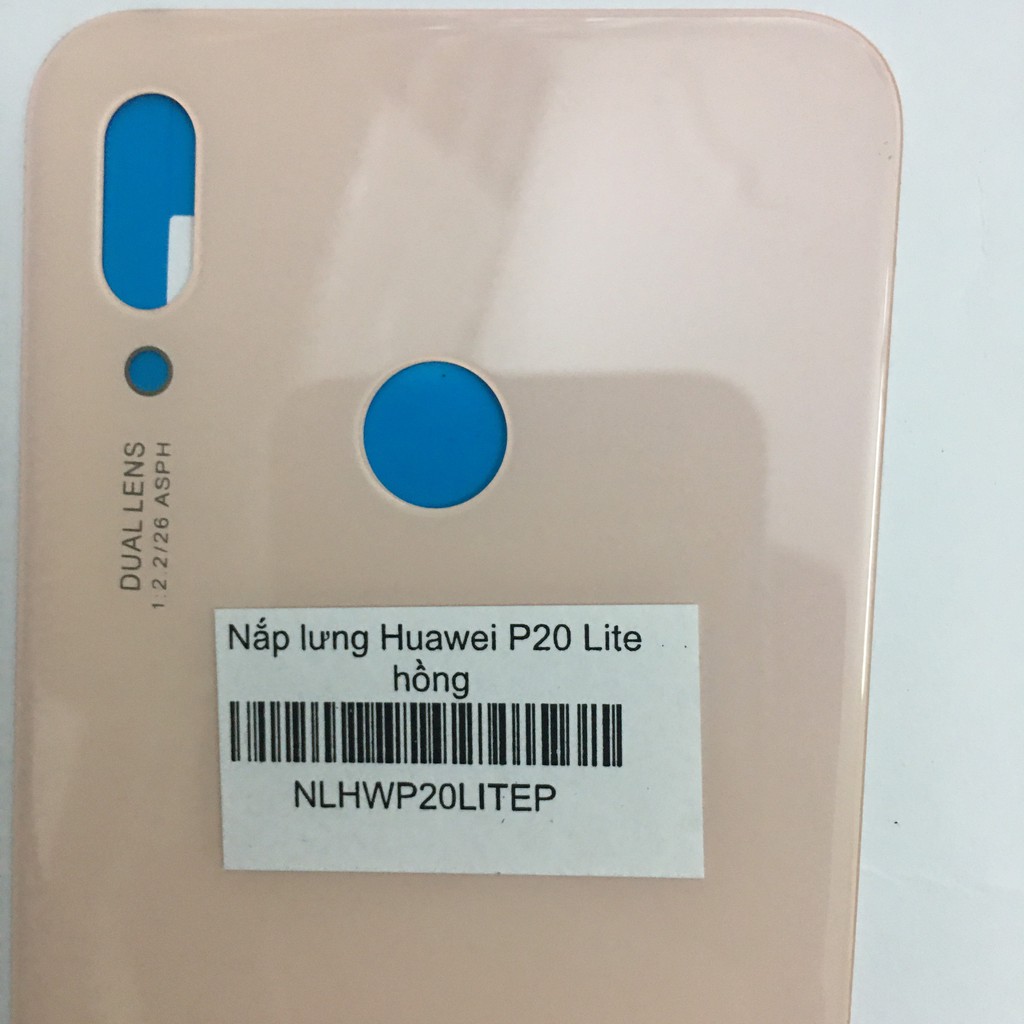 DUAL LENS
1:2 2/26 ASPH
Nắp lưng Huawei P20 Lite
hồng
NLHWP20LITEP